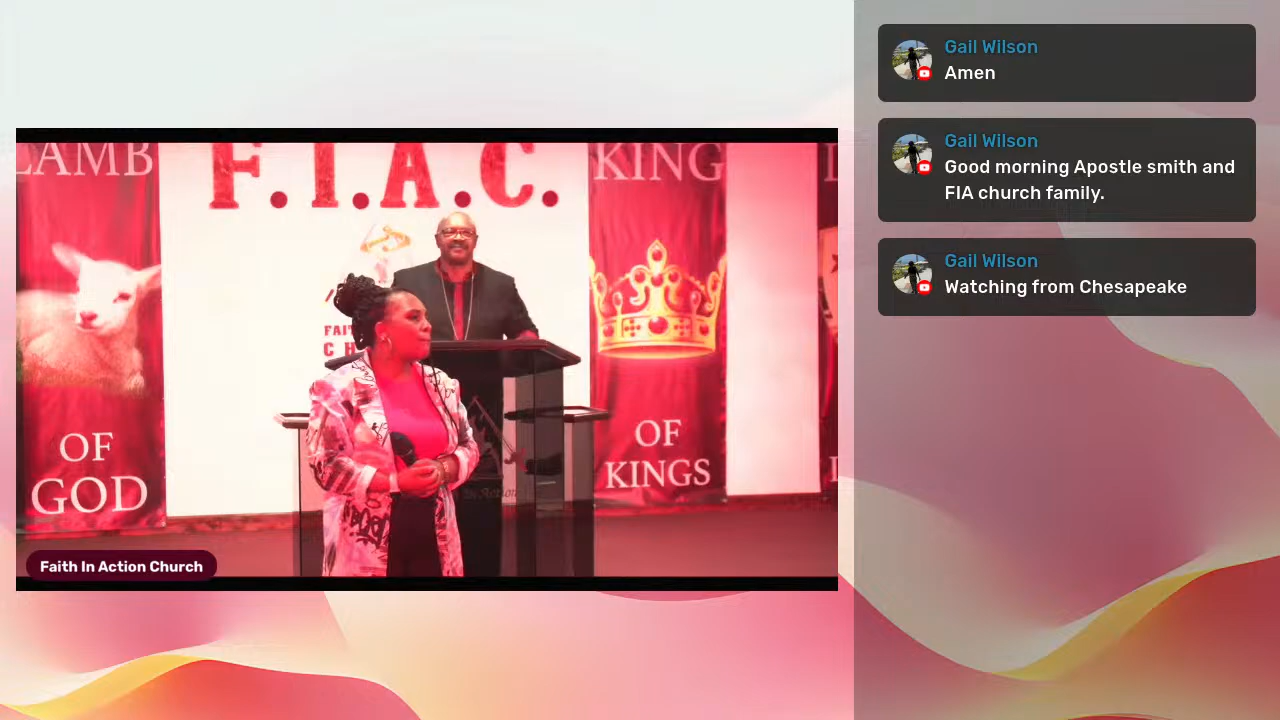 LAMB
OF
GOD
F.I.A.C.
KING
OF
KINGS
Faith In Action Church
Gail Wilson
Amen
Gail Wilson
Good morning Apostle smith and
FIA church family.
Gail Wilson
Watching from Chesapeake